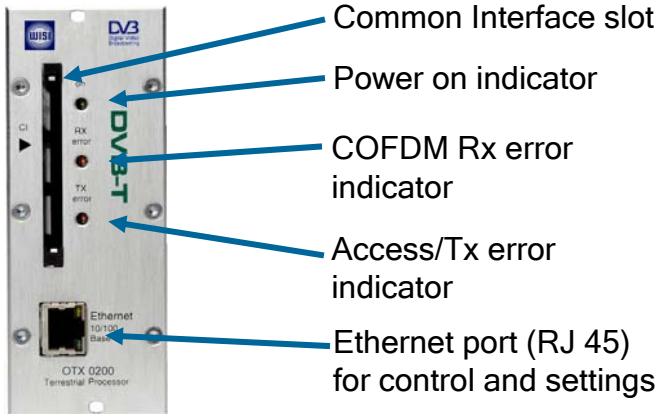 WISI
DVB
Digital Video
Broadcasting
on
CI
RX
error
TX
error
DVB-T
Ethernet
10/100
Base
OTX 0200
Terrestrial Processor
Common Interface slot
Power on indicator
COFDM Rx error
indicator
Access/Tx error
indicator
Ethernet port (RJ 45)
for control and settings